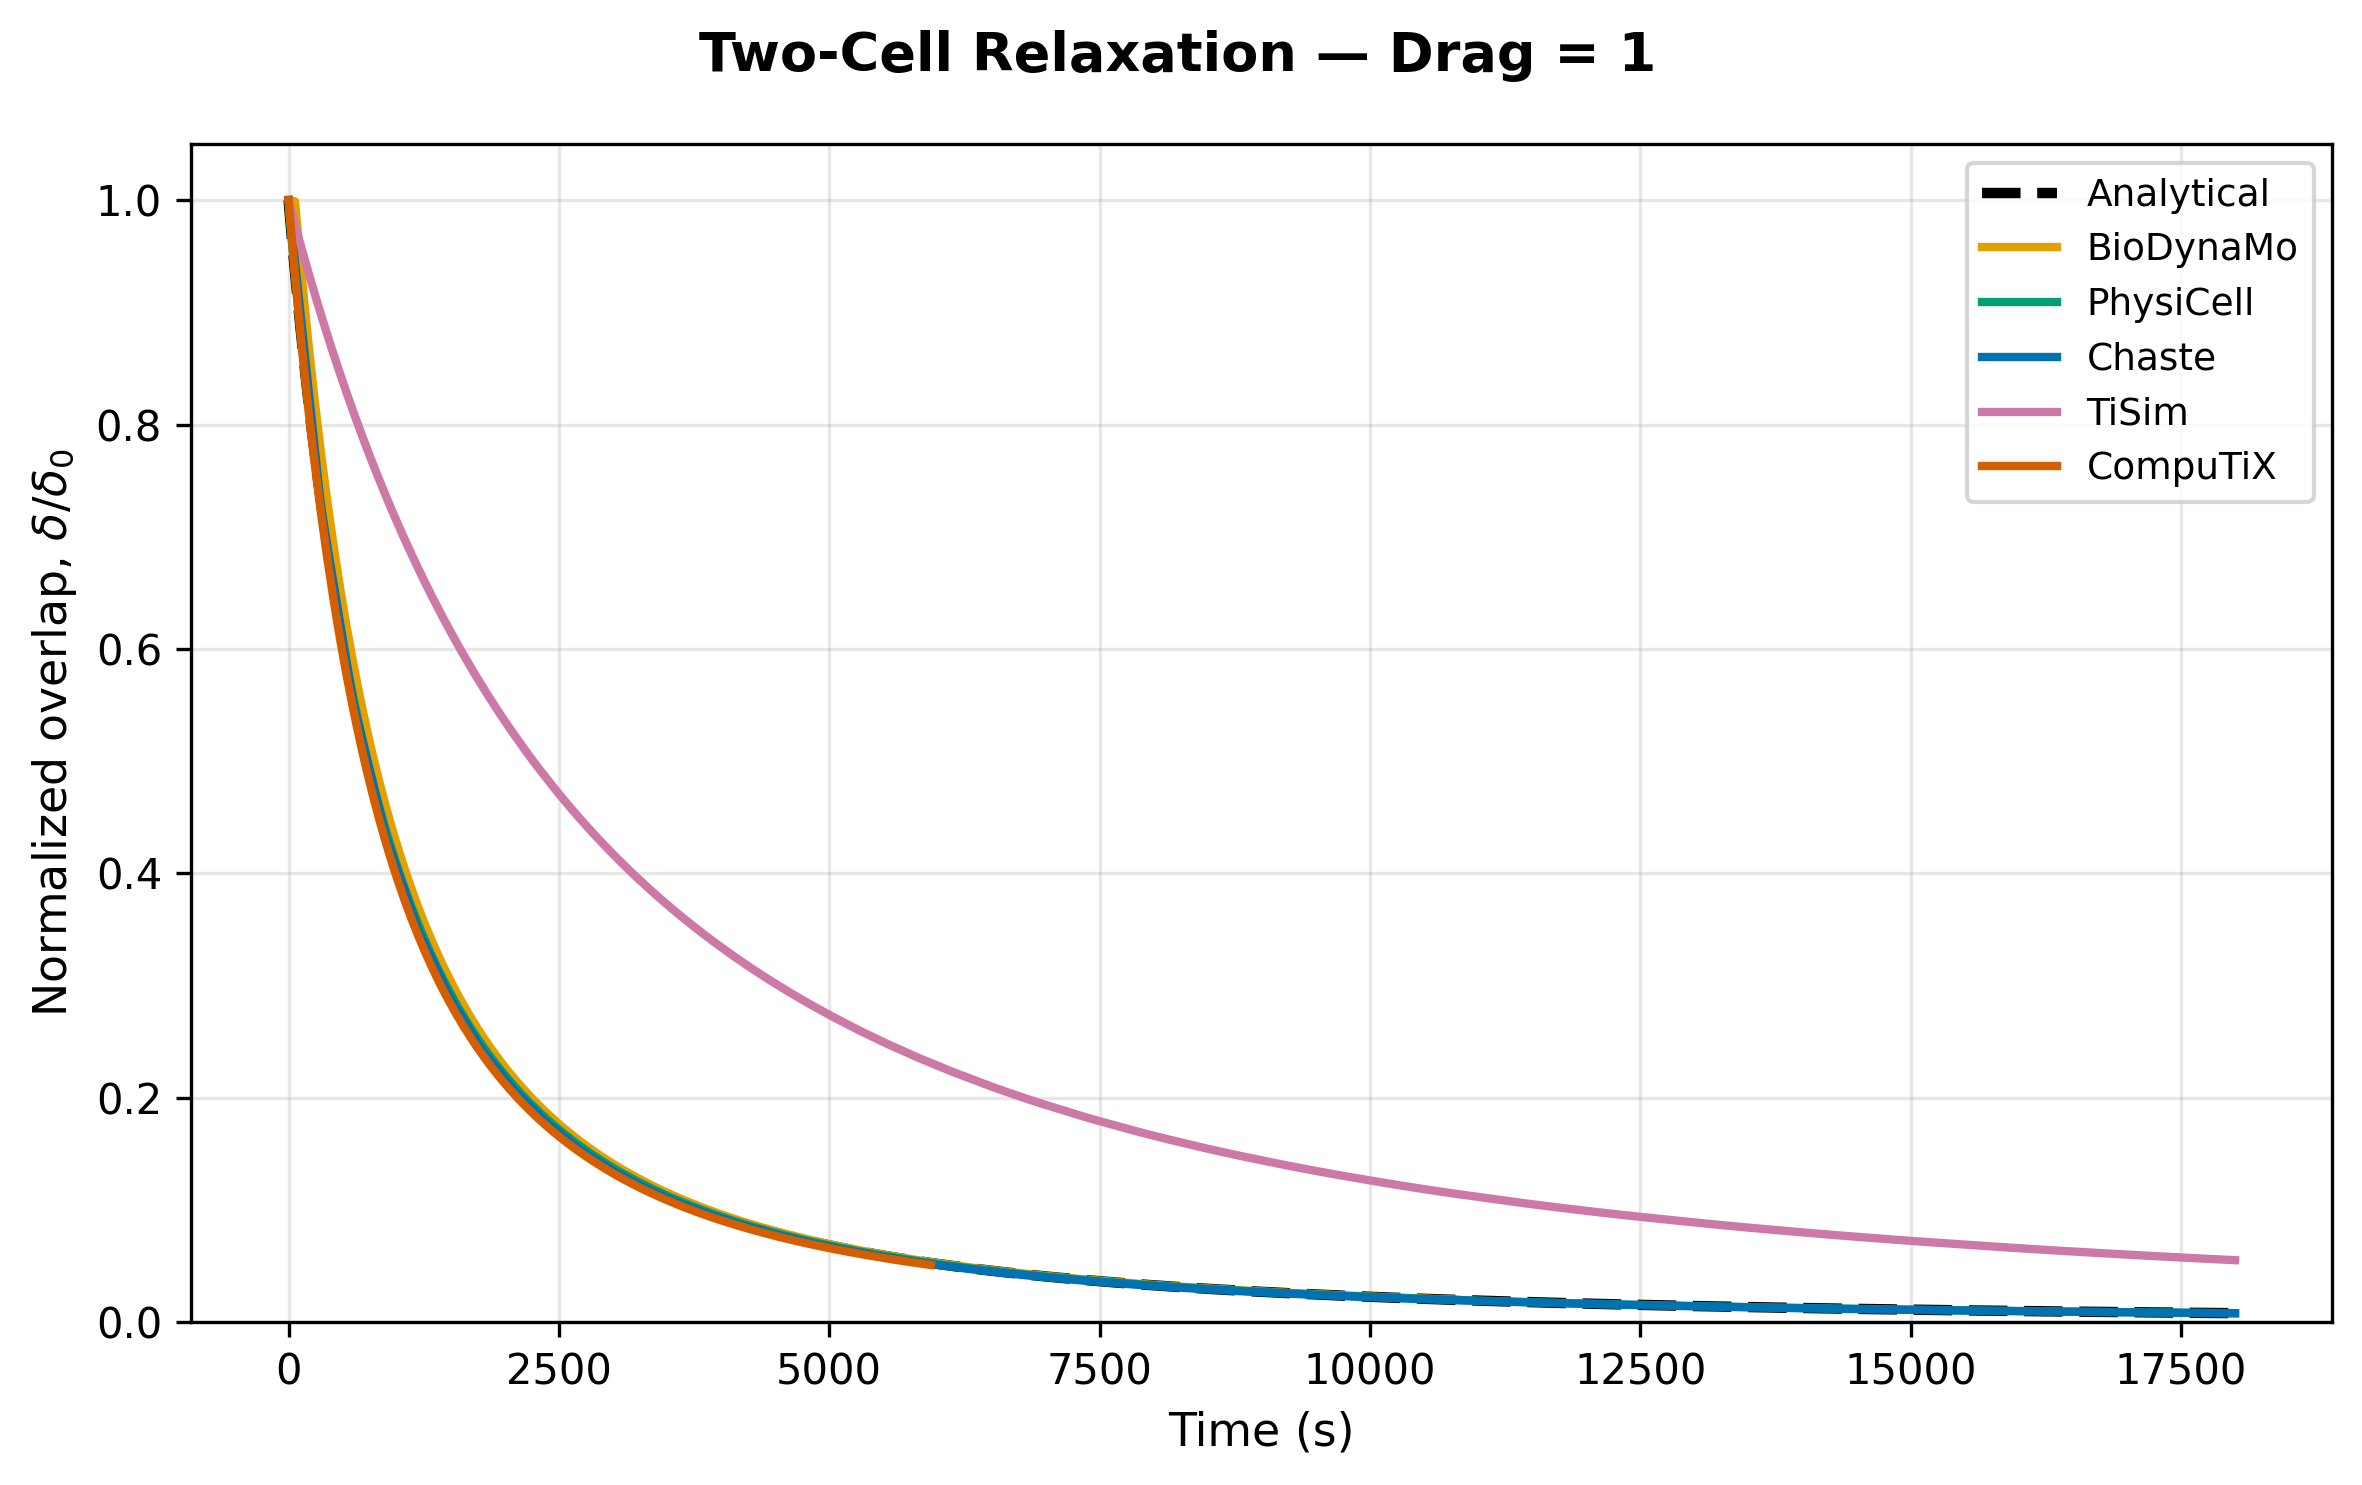 Two-Cell Relaxation — Drag = 1
Normalized overlap, δ/δ₀
1.0
0.8
0.6
0.4
0.2
0.0
Analytical
BioDynaMo
PhysiCell
Chaste
TiSim
CompuTiX
0 2500 5000 7500 10000 12500 15000 17500
Time (s)